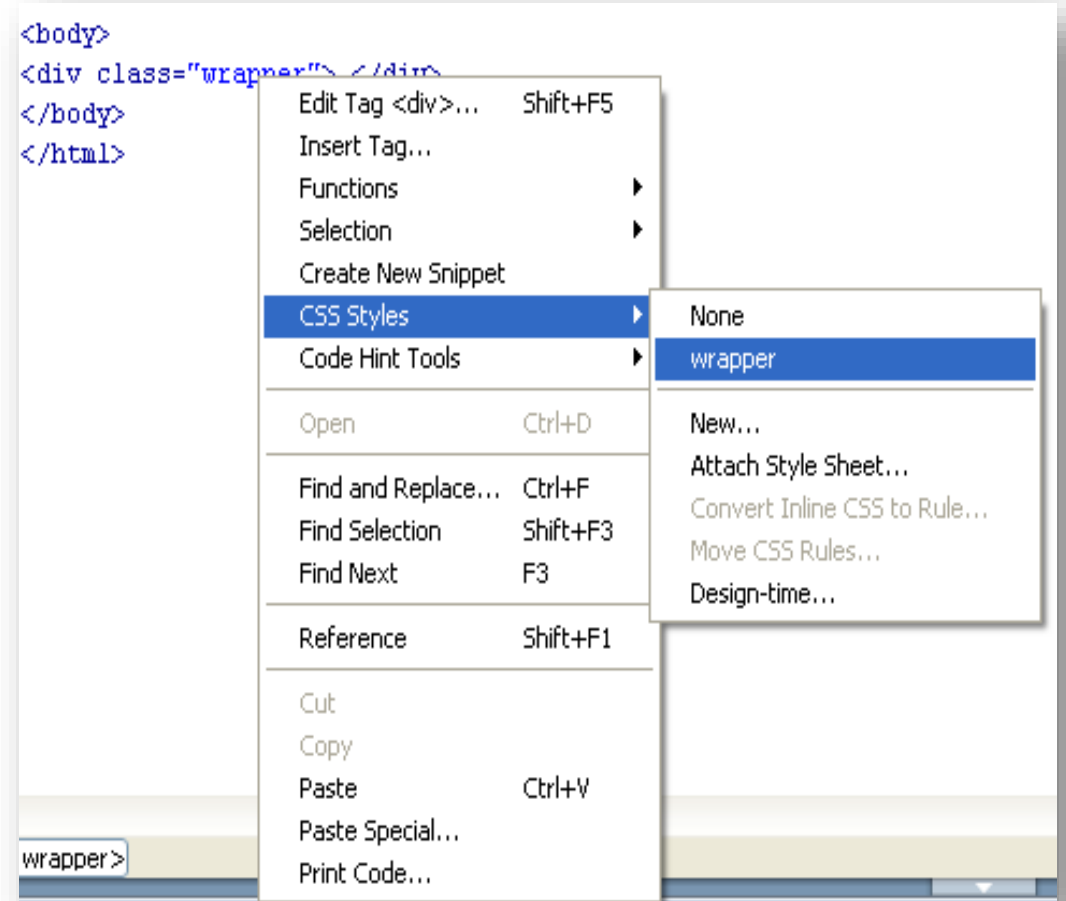 <body>
<div class="wrapper"> </div>
</body>
</html>
Edit Tag <div>... Shift+F5
Insert Tag...
Functions
Selection
Create New Snippet
CSS Styles
Code Hint Tools
Open Ctrl+D
Find and Replace... Ctrl+F
Find Selection Shift+F3
Find Next F3
Reference Shift+F1
Cut
Copy
Paste Ctrl+V
Paste Special...
Print Code...
None
wrapper
New...
Attach Style Sheet...
Convert Inline CSS to Rule...
Move CSS Rules...
Design-time...
wrapper>